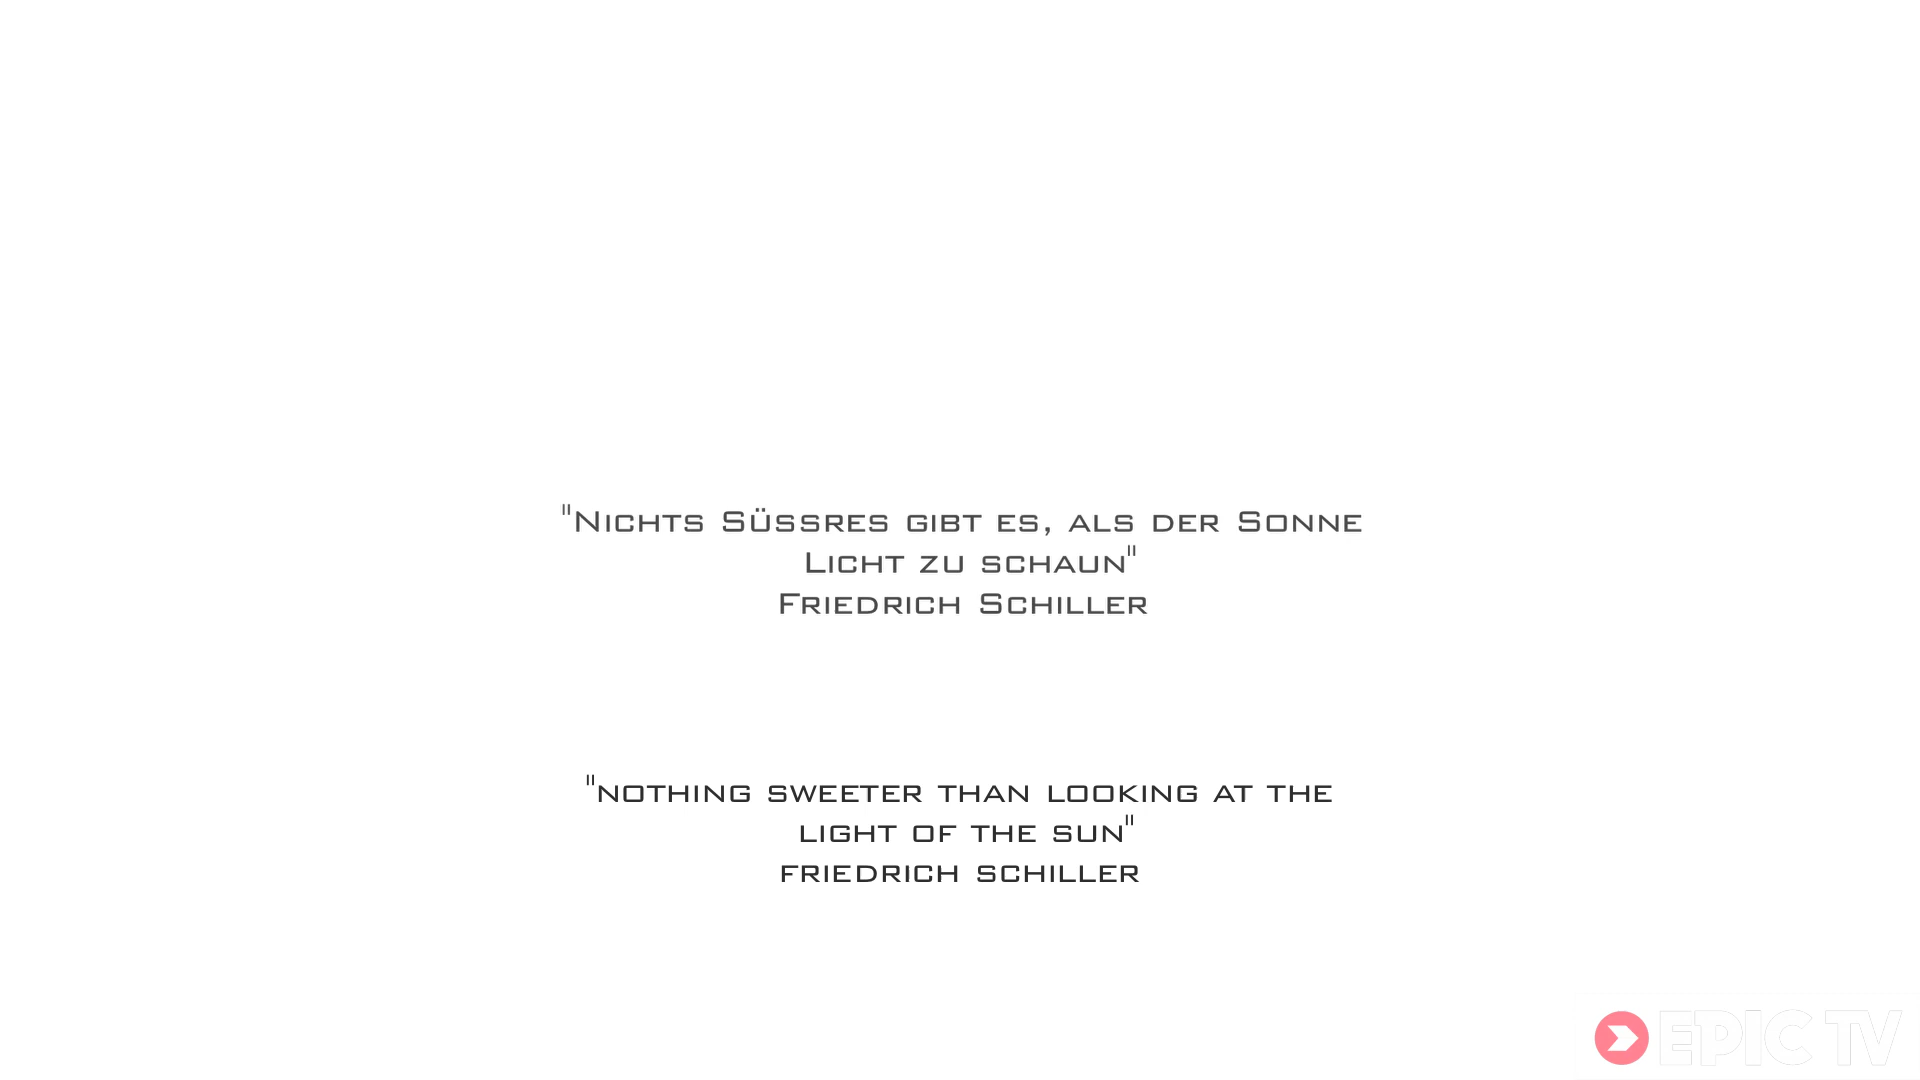 "Nichts Süssres gibt es, als der Sonne
Licht zu schaun"
Friedrich Schiller
"nothing sweeter than looking at the
light of the sun"
friedrich schiller
EPIC TV